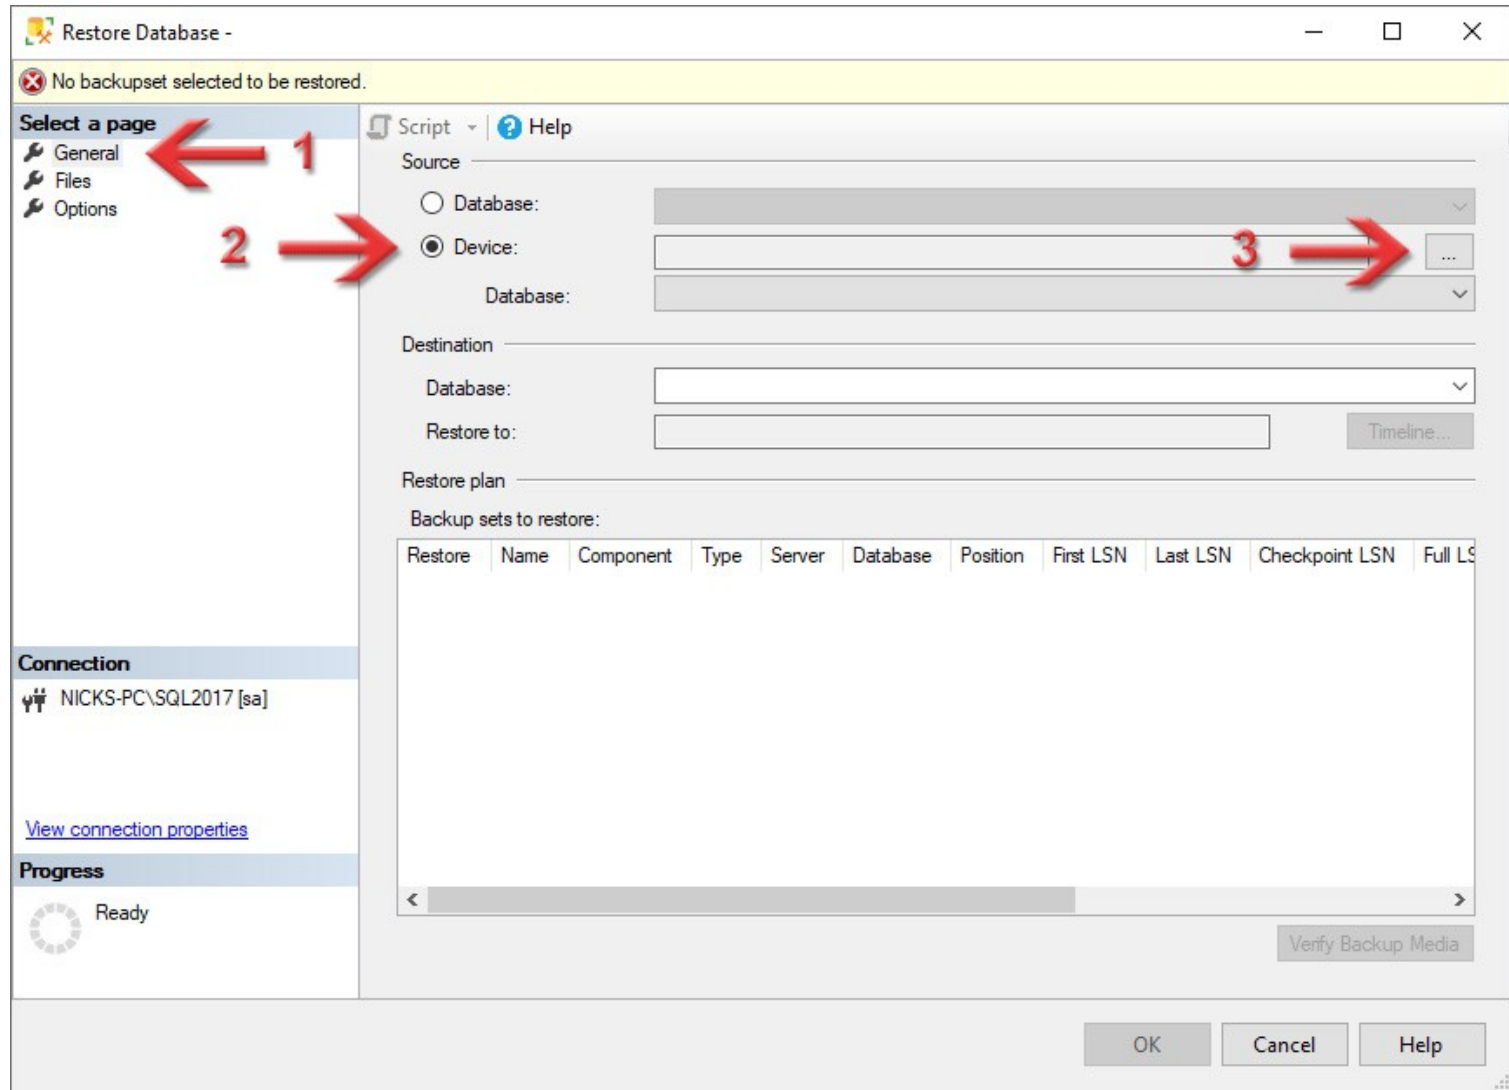 Restore Database -
No backupset selected to be restored.
Select a page
General
Files
Options
1
Script
Help
Source
Database:
2
Device:
3
...
Database:
Destination
Database:
Restore to:
Timeline...
Restore plan
Backup sets to restore:
Restore Name Component Type Server Database Position First LSN Last LSN Checkpoint LSN Full LS
Connection
NICKS-PC\SQL2017 [sa]
View connection properties
Progress
Ready
Verify Backup Media
OK Cancel Help